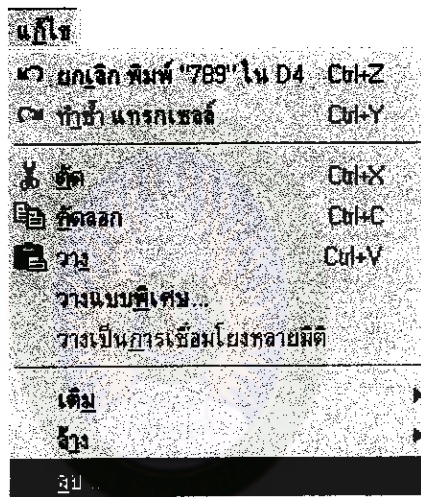 แก้ไข
ยกเลิก พิมพ์ "789" ใน D4 Ctrl+Z
ทำซ้ำ แทรกเซลล์ Ctrl+Y
ตัด Ctrl+X
คัดลอก Ctrl+C
วาง Ctrl+V
วางแบบพิเศษ...
วางเป็นการเชื่อมโยงหลายมิติ
เติม
ล้าง
ลบ...